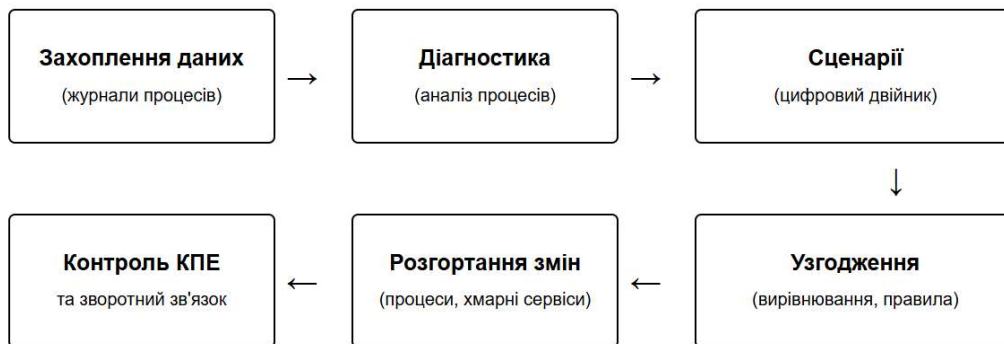 Захоплення даних
(журнали процесів)
Діагностика
(аналіз процесів)
Сценарії
(цифровий двійник)
Контроль КПЕ
та зворотний зв'язок
Розгортання змін
(процеси, хмарні сервіси)
Узгодження
(вирівнювання, правила)